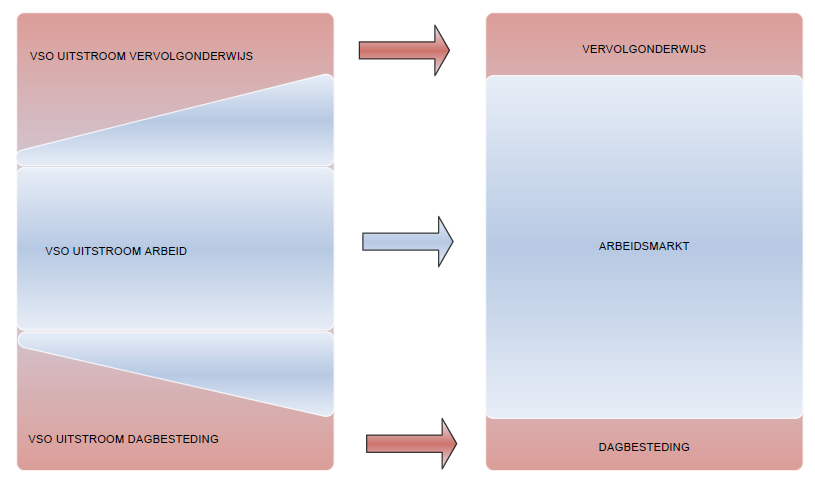 VSO UITSTROOM VERVOLGONDERWIJS
VERVOLGONDERWIJS
VSO UITSTROOM ARBEID
ARBEIDSMARKT
VSO UITSTROOM DAGBESTEDING
DAGBESTEDING